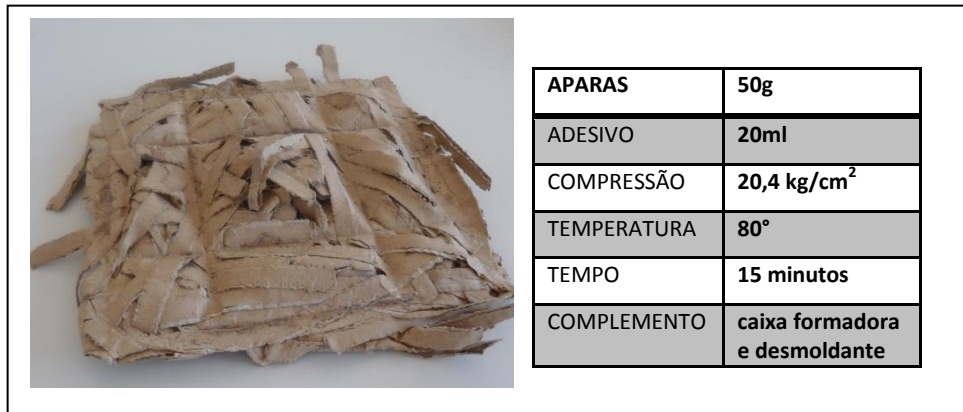 APARAS 50g
ADESIVO 20ml
COMPRESSÃO 20,4 kg/cm²
TEMPERATURA 80°
TEMPO 15 minutos
COMPLEMENTO caixa formadora
e desmoldante